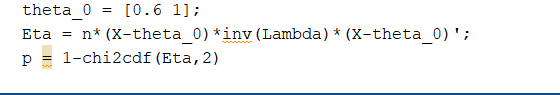 theta_0 = [0.6 1];
Eta = n*(X-theta_0)*inv(Lambda)*(X-theta_0)';
p = 1-chi2cdf(Eta,2)